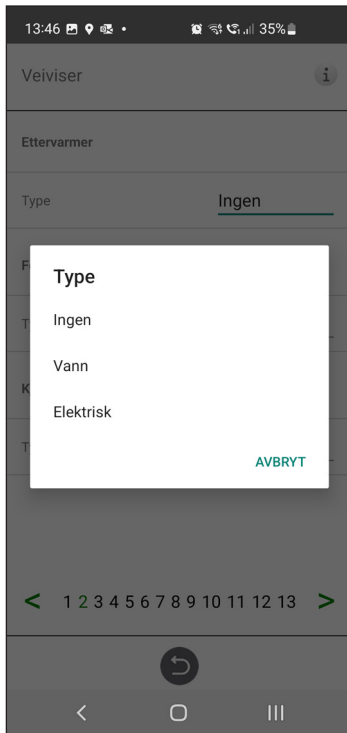 13:46 35%
Veiviser i
Ettervarmer
Type Ingen
F
Type
T
Ingen
Vann
K
Elektrisk
T
AVBRYT
< 1 2 3 4 5 6 7 8 9 10 11 12 13 >